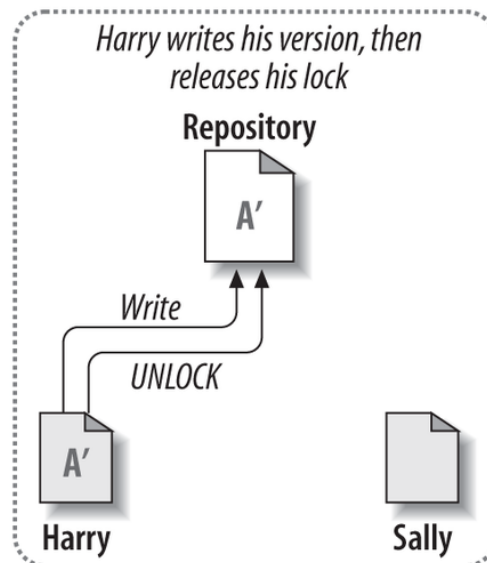 Harry writes his version, then
releases his lock
Repository
A′
Write
UNLOCK
A′
Harry
Sally